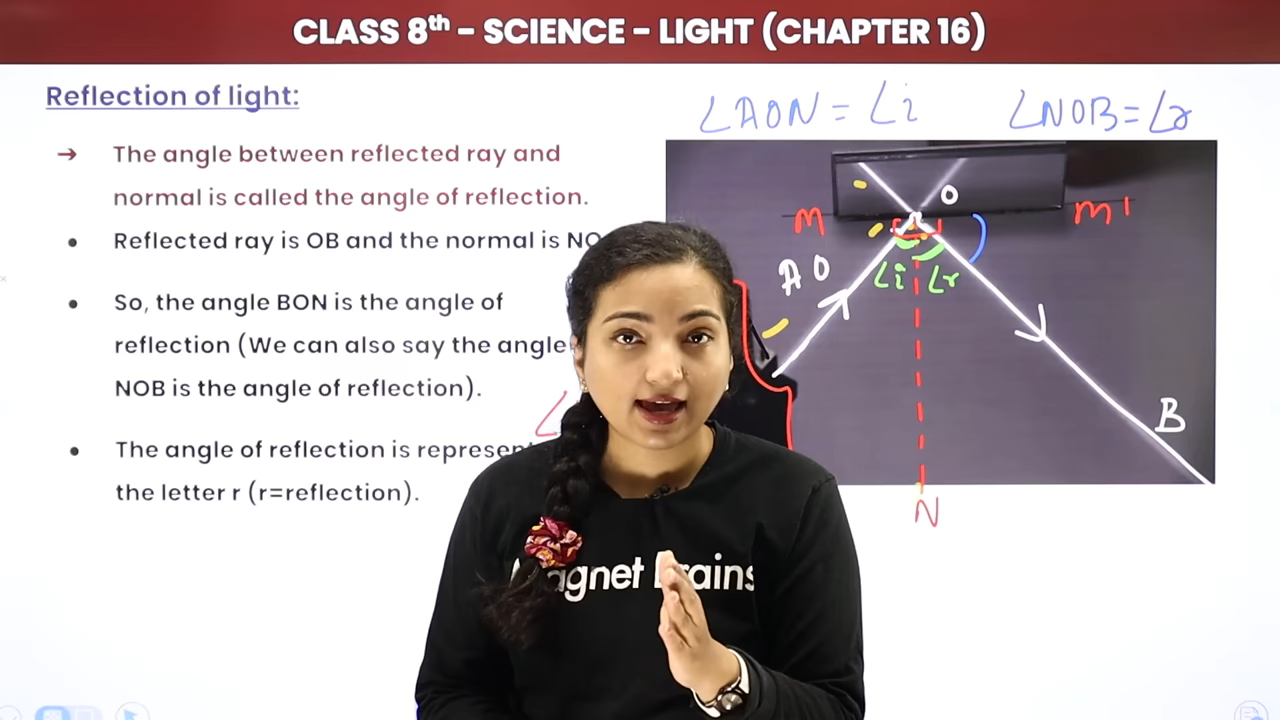 CLASS 8th – SCIENCE – LIGHT (CHAPTER 16)
Reflection of light:
∠AON = ∠i
∠NOB = ∠r
➔ The angle between reflected ray and
normal is called the angle of reflection.
• Reflected ray is OB and the normal is NO
• So, the angle BON is the angle of
reflection (We can also say the angle
NOB is the angle of reflection).
• The angle of reflection is represent
the letter r (r=reflection).
O
M
M'
A O
∠i
∠r
B
N
∠
agnet Brains